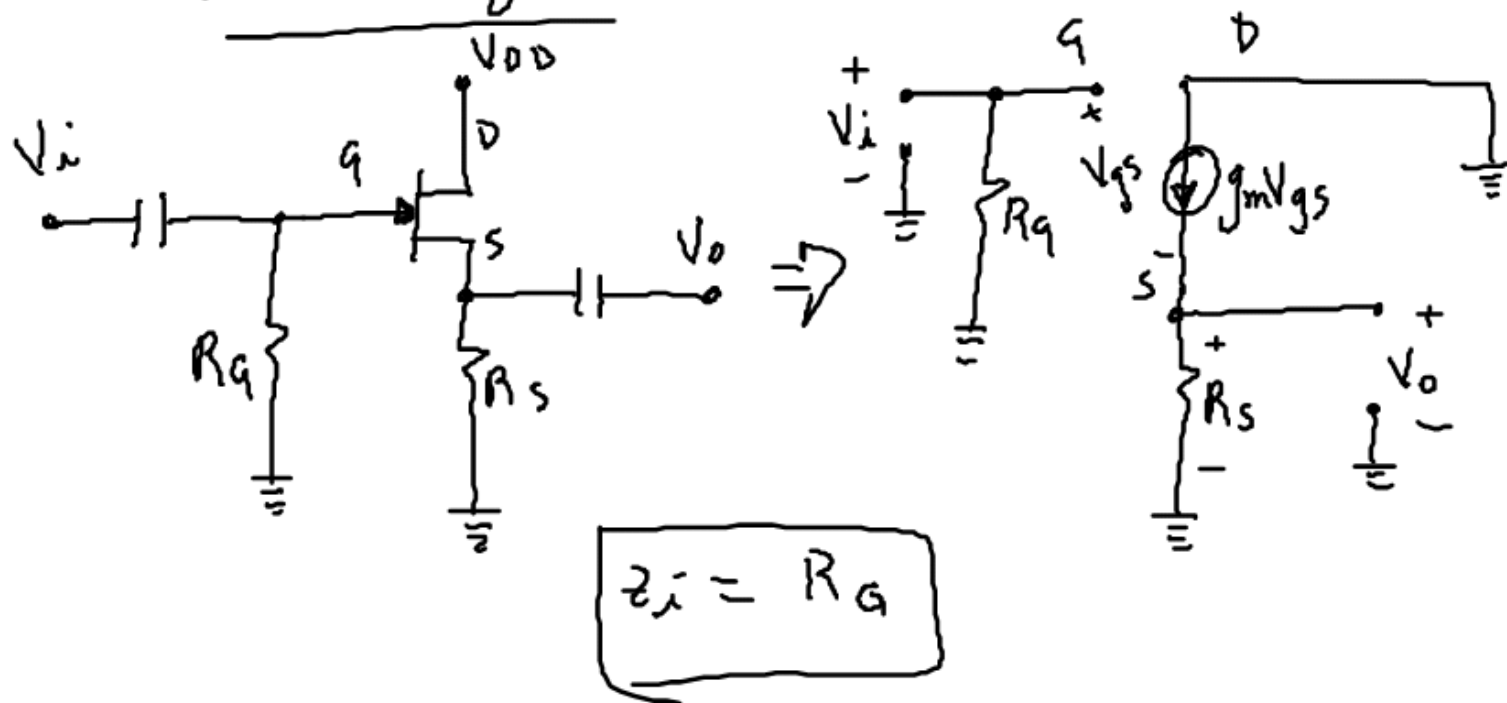 VDD
D
G
Vi
S
Vo
RG
RS
⇒
+
Vi
-
RG
G
D
+
Vgs
-
gmVgs
S
+
RS
-
+
Vo
-
zi = RG